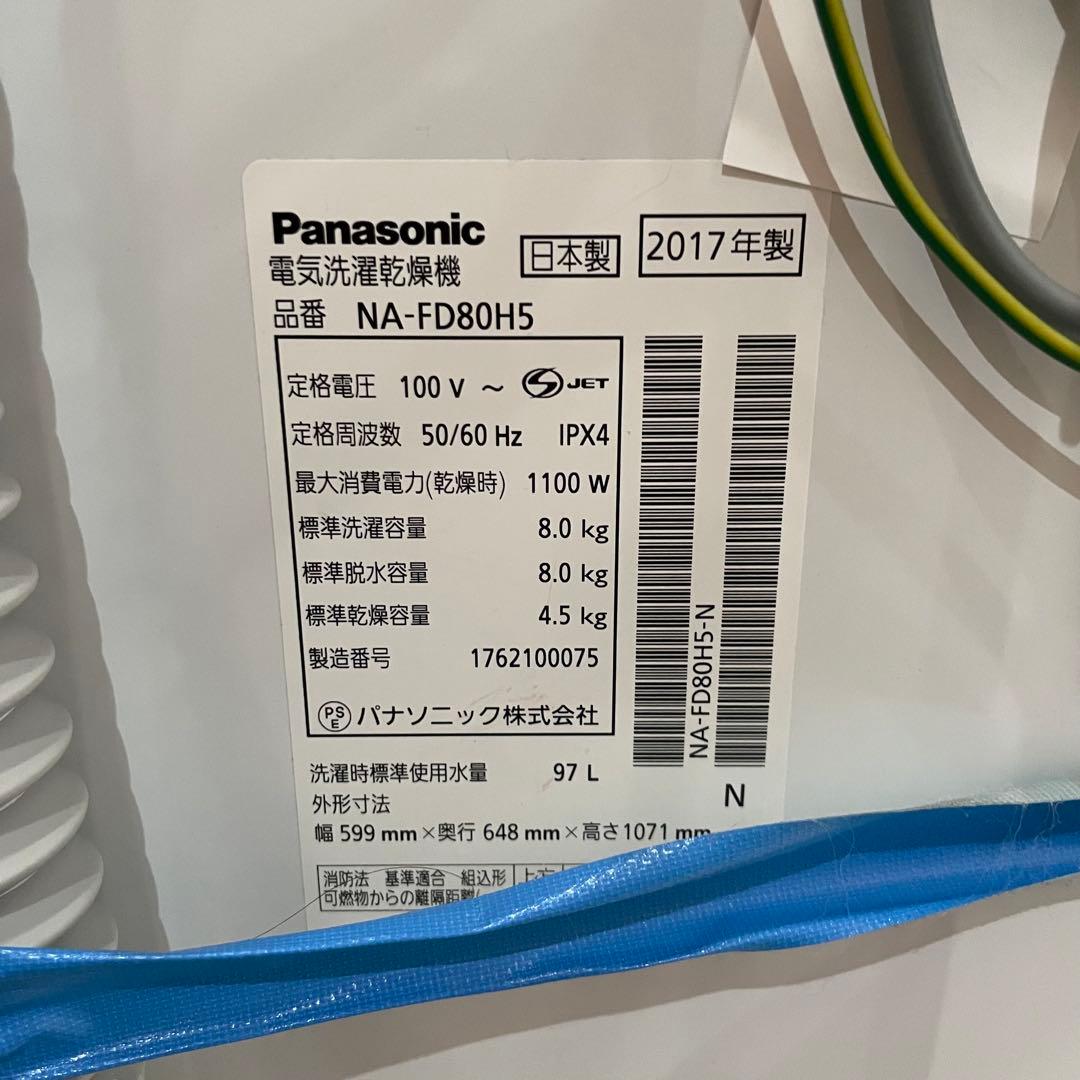 Panasonic
電気洗濯乾燥機
日本製
2017年製
品番 NA-FD80H5
定格電圧 100 V ～ S JET
定格周波数 50/60 Hz IPX4
最大消費電力(乾燥時) 1100 W
標準洗濯容量 8.0 kg
標準脱水容量 8.0 kg
標準乾燥容量 4.5 kg
製造番号 1762100075
PSE パナソニック株式会社
NA-FD80H5-N
洗濯時標準使用水量 97 L
N
外形寸法
幅 599 mm×奥行 648 mm×高さ1071 mm
消防法 基準適合 組込形 上方
可燃物からの離隔距離